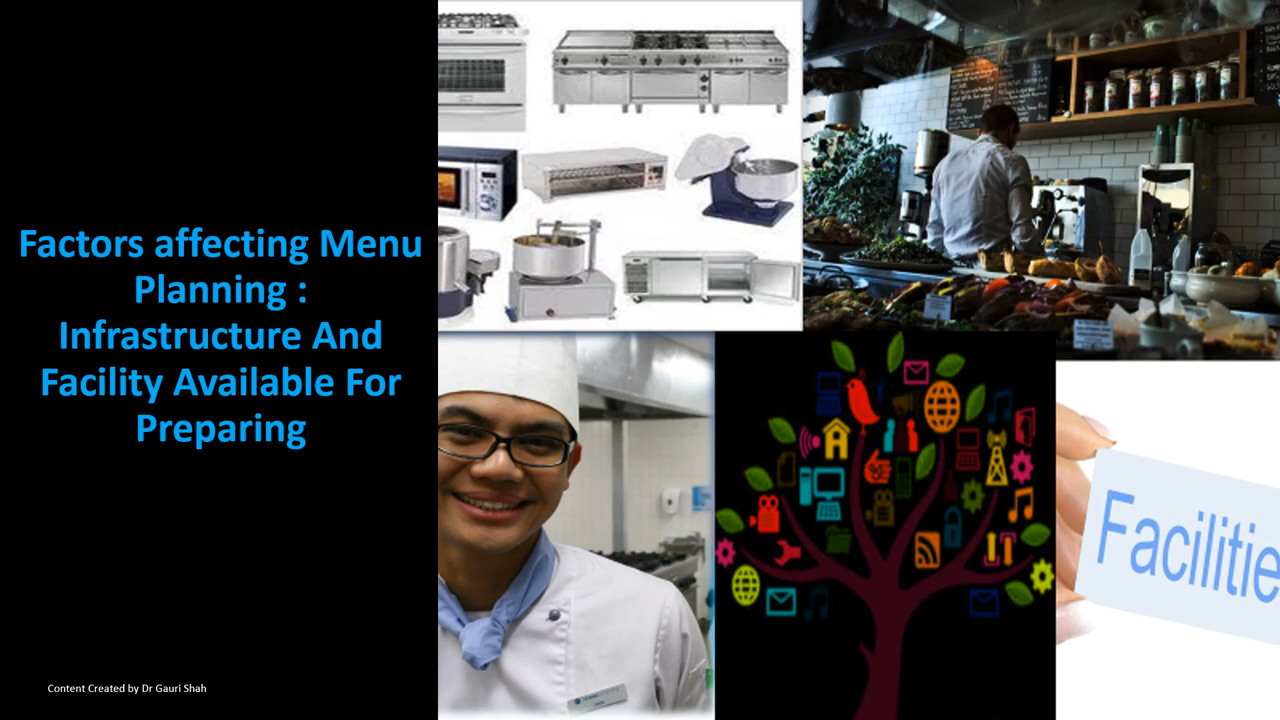 Factors affecting Menu
Planning :
Infrastructure And
Facility Available For
Preparing
Facilitie
Content Created by Dr Gauri Shah